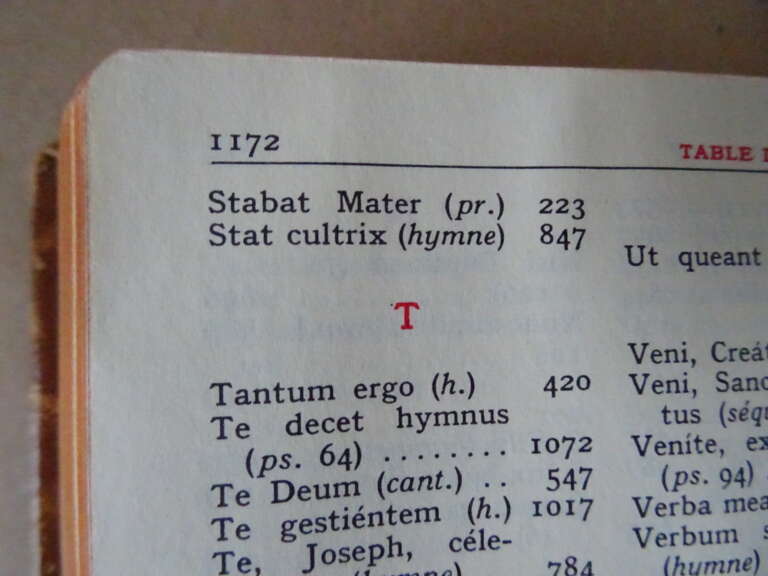 1172
TABLE
Stabat Mater (pr.) 223
Stat cultrix (hymne) 847
T
Tantum ergo (h.) 420
Te decet hymnus
(ps. 64) ........ 1072
Te Deum (cant.) .. 547
Te gestiéntem (h.) 1017
Te, Joseph, céle-
(hymne) 784
Ut queant
Veni, Creát
Veni, Sanc
tus (séqu
Veníte, ex
(ps. 94)
Verba mea
Verbum s
(hymne)